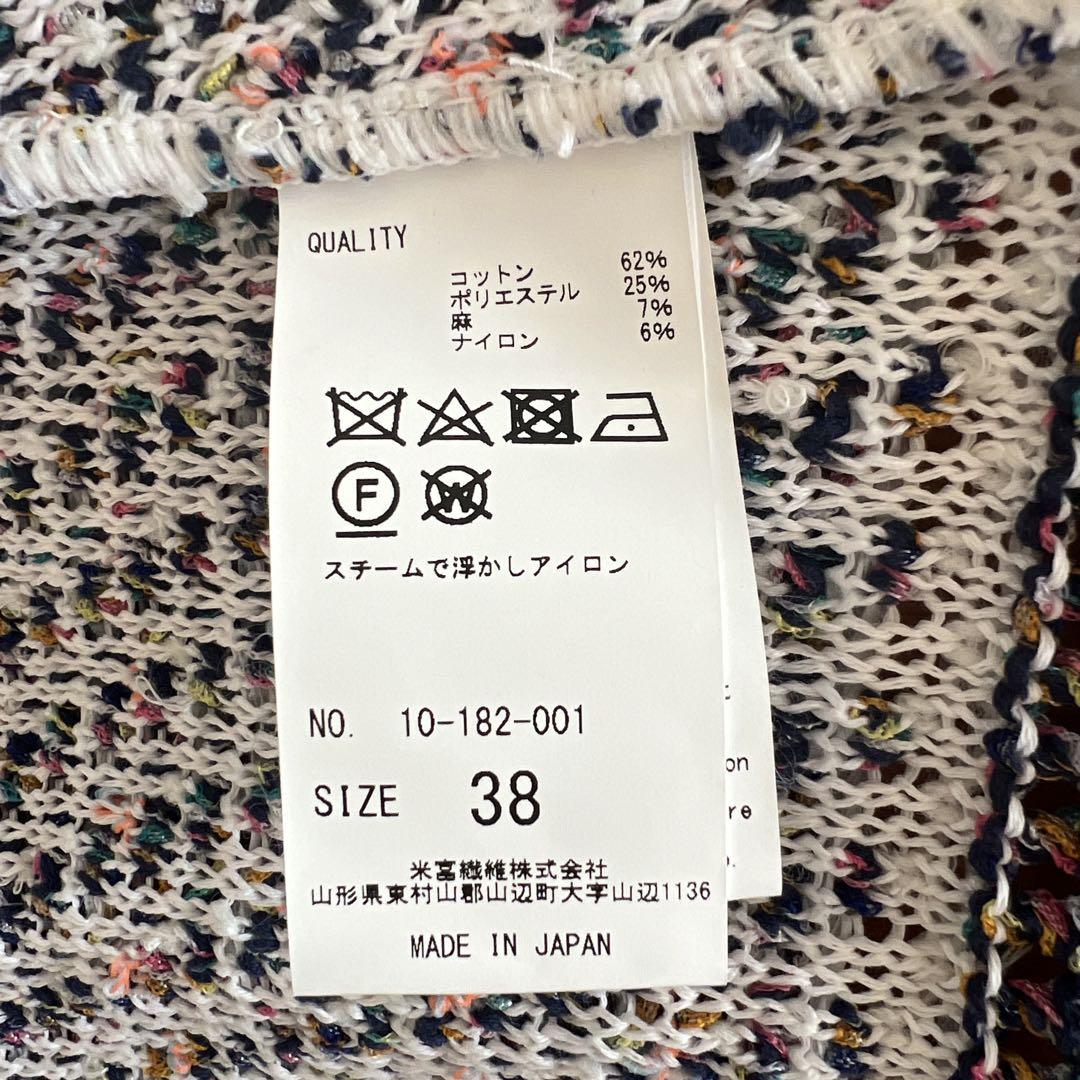 QUALITY
コットン 62%
ポリエステル 25%
麻 7%
ナイロン 6%
F
W
スチームで浮かしアイロン
NO. 10-182-001
SIZE 38
米宮繊維株式会社
山形県東村山郡山辺町大字山辺1136
MADE IN JAPAN